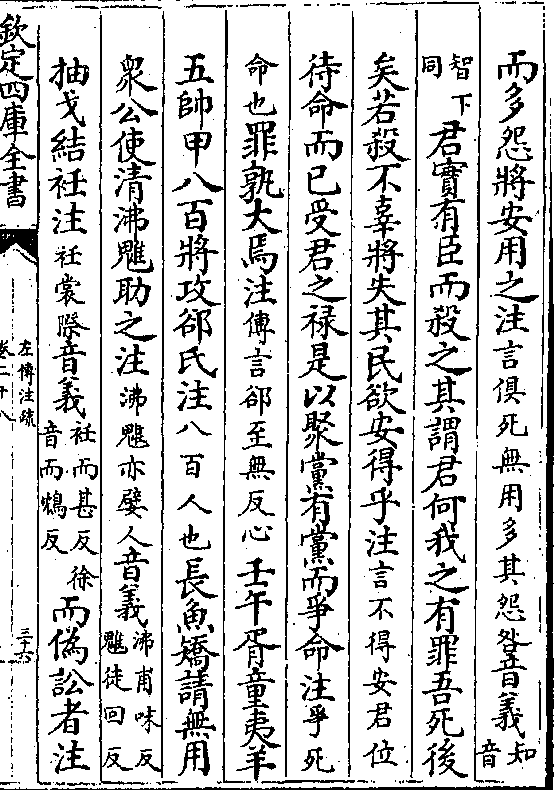 而多怨將安用之注言俱死無用多其怨咎音義知音
智下同君實有臣而殺之其謂君何我之有罪吾死後
矣若殺不辜將失其民欲安得乎注言不得安君位
待命而已受君之禄是以聚黨有黨而爭命注爭死
命也罪孰大焉注傳言郤至無反心壬午胥童夷羊
五帥甲八百將攻郤氏注八百人也長魚矯請無用
衆公使清沸魋助之注沸魋亦嬖人音義沸甫味反魋徒回反
抽戈結衽注衽裳際音義衽而甚反徐音而鴆反而偽訟者注
欽定四庫全書
左傳注疏
卷二十八
三十六